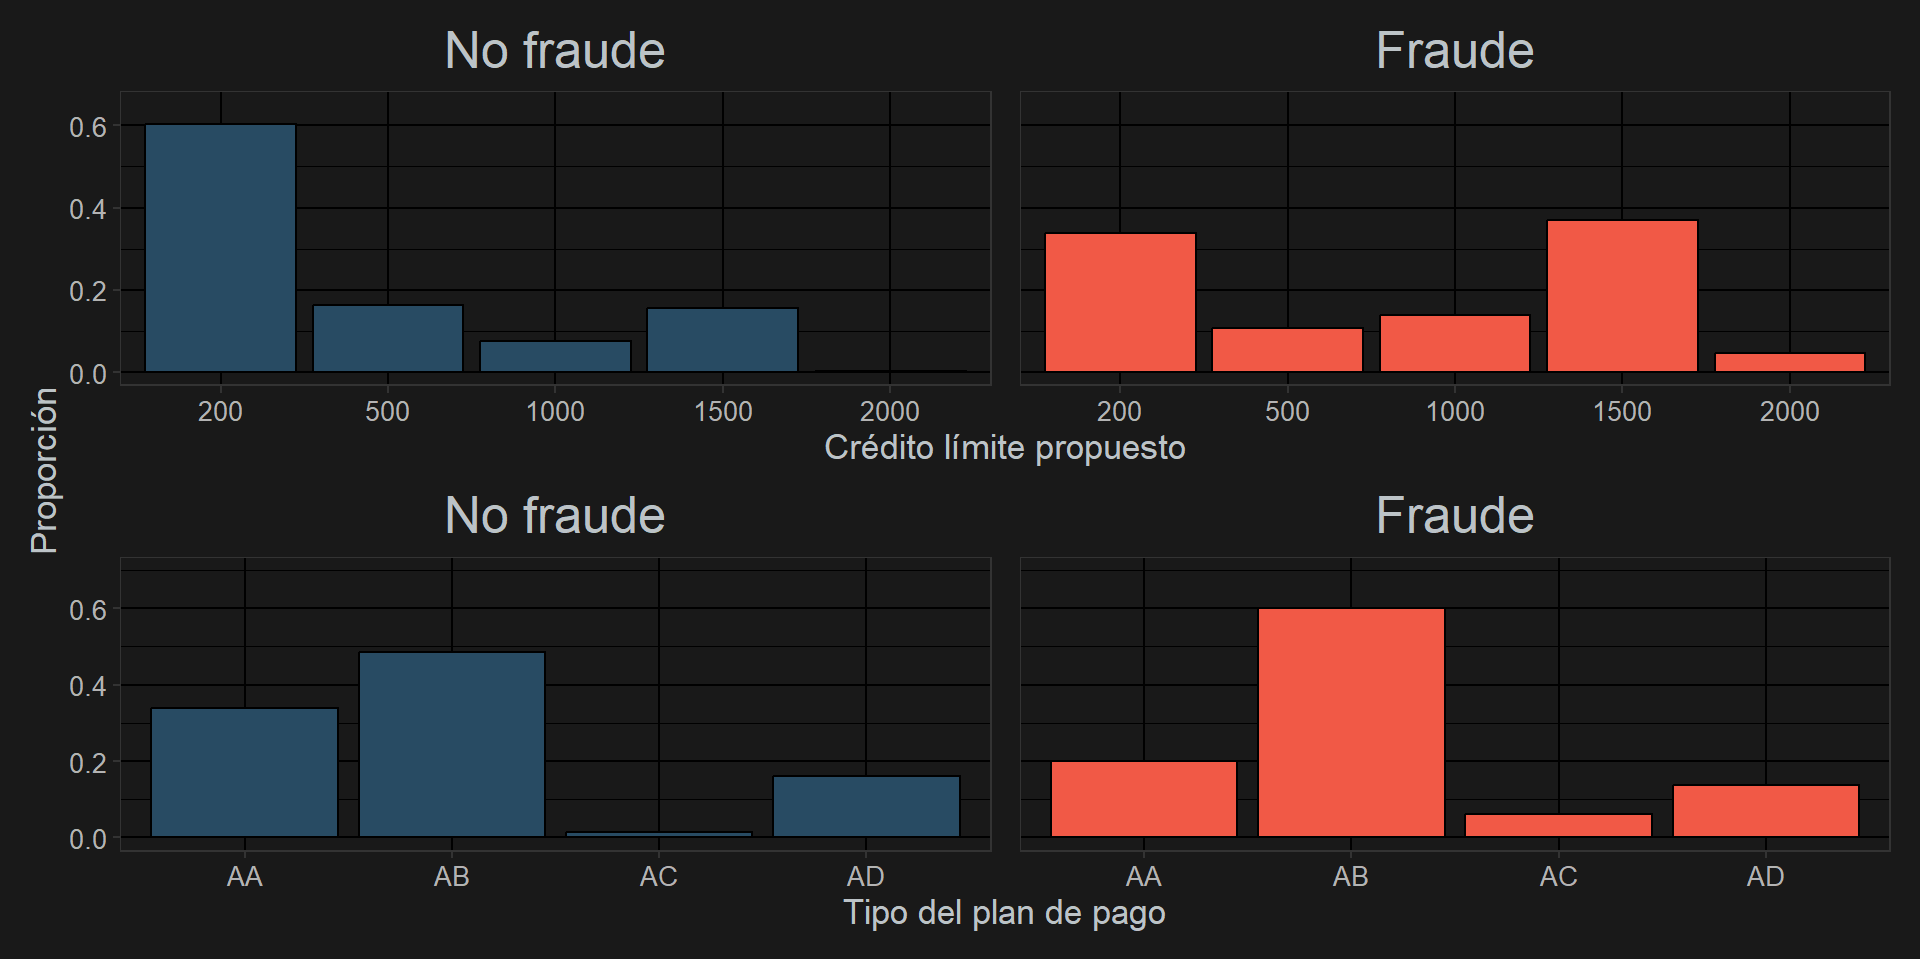 No fraude
Fraude
0.6
0.4
0.2
0.0
200 500 1000 1500 2000
200 500 1000 1500 2000
Crédito límite propuesto
Proporción
No fraude
Fraude
0.6
0.4
0.2
0.0
AA AB AC AD
AA AB AC AD
Tipo del plan de pago